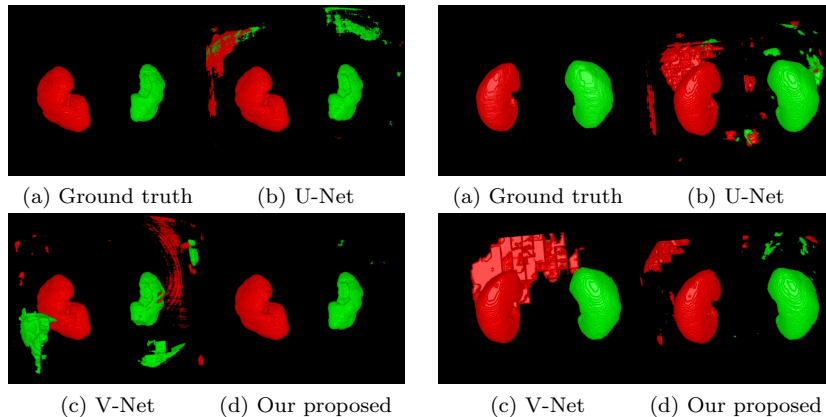 (a) Ground truth
(b) U-Net
(a) Ground truth
(b) U-Net
(c) V-Net
(d) Our proposed
(c) V-Net
(d) Our proposed